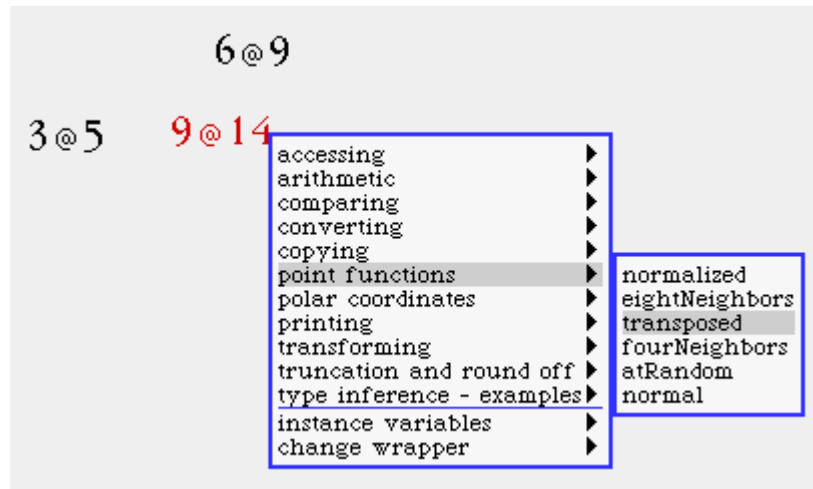 6@9
3@5
9@14
accessing
arithmetic
comparing
converting
copying
point functions
polar coordinates
printing
transforming
truncation and round off
type inference - examples
instance variables
change wrapper
normalized
eightNeighbors
transposed
fourNeighbors
atRandom
normal